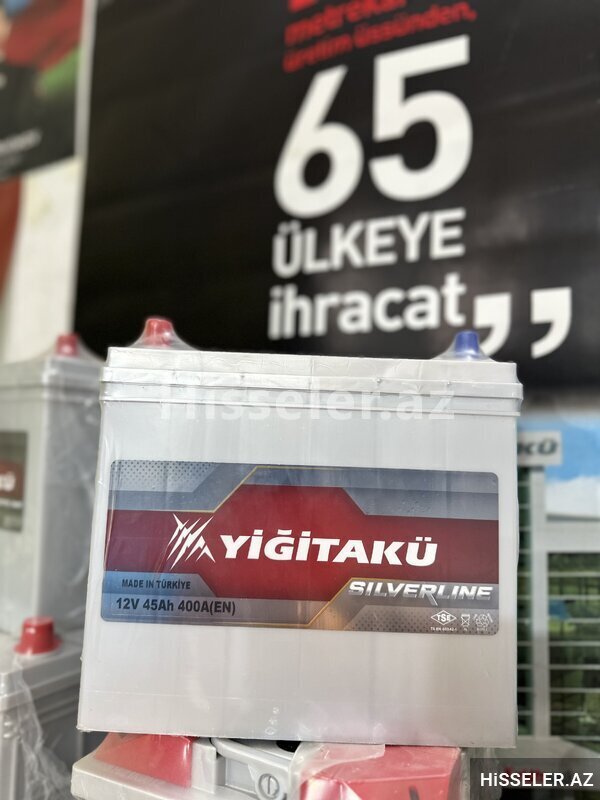 metrekare
üretim üssünden,
65
ÜLKEYE
ihracat,,
Hisseler.az
YİĞİTAKÜ
MADE IN TÜRKİYE
SILVERLINE
12V 45Ah 400A(EN)
TSE
HiSSELER.AZ